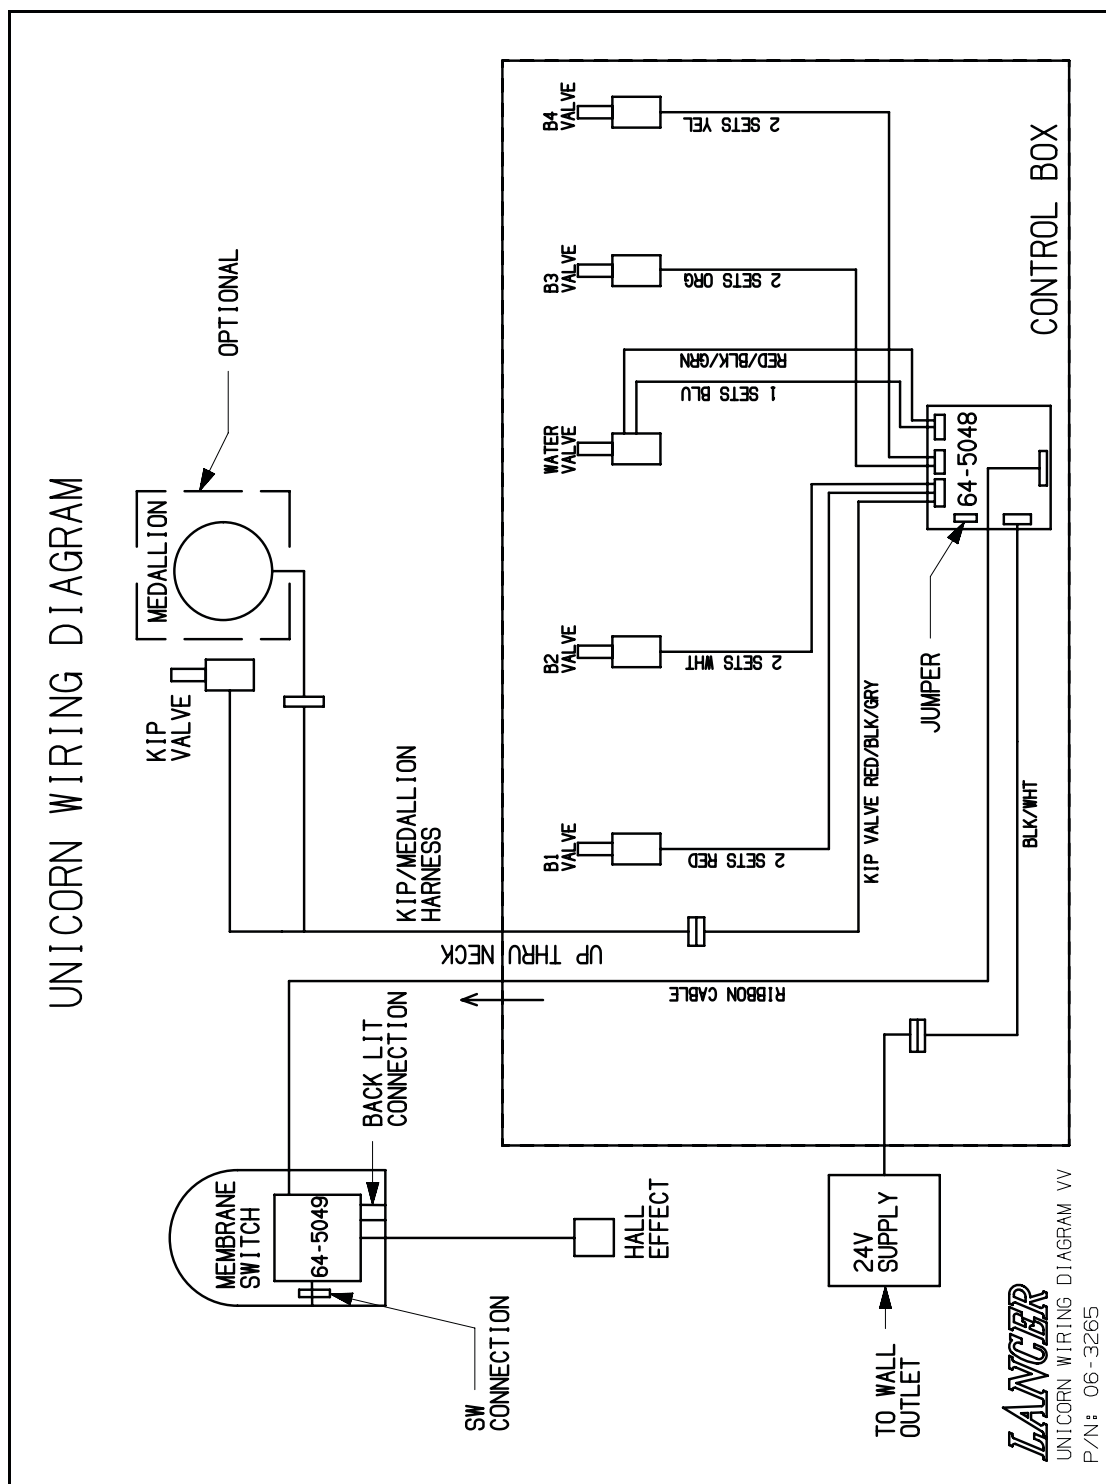 UNICORN WIRING DIAGRAM
MEMBRANE
SWITCH
64-5049
SW
CONNECTION
BACK LIT
CONNECTION
HALL
EFFECT
KIP
VALVE
MEDALLION
OPTIONAL
KIP/MEDALLION
HARNESS
UP THRU NECK
RIBBON CABLE
B1
VALVE
2 SETS RED
B2
VALVE
2 SETS WHT
WATER
VALVE
1 SETS BLU
RED/BLK/GRN
B3
VALVE
2 SETS ORG
B4
VALVE
2 SETS YEL
KIP VALVE RED/BLK/GRY
JUMPER
64-5048
BLK/WHT
CONTROL BOX
24V
SUPPLY
TO WALL
OUTLET
LANCER
UNICORN WIRING DIAGRAM VV
P/N: 06-3265